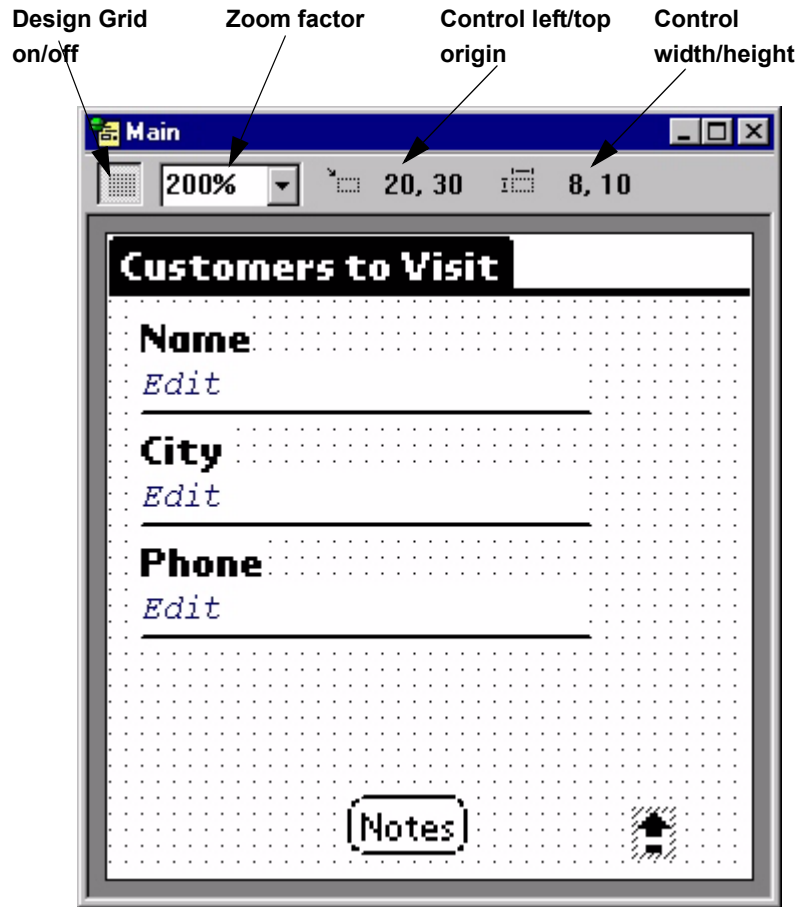 Design Grid
on/off
Zoom factor
Control left/top
origin
Control
width/height
Main
200%
20, 30
8, 10
Customers to Visit
Name
Edit
City
Edit
Phone
Edit
Notes